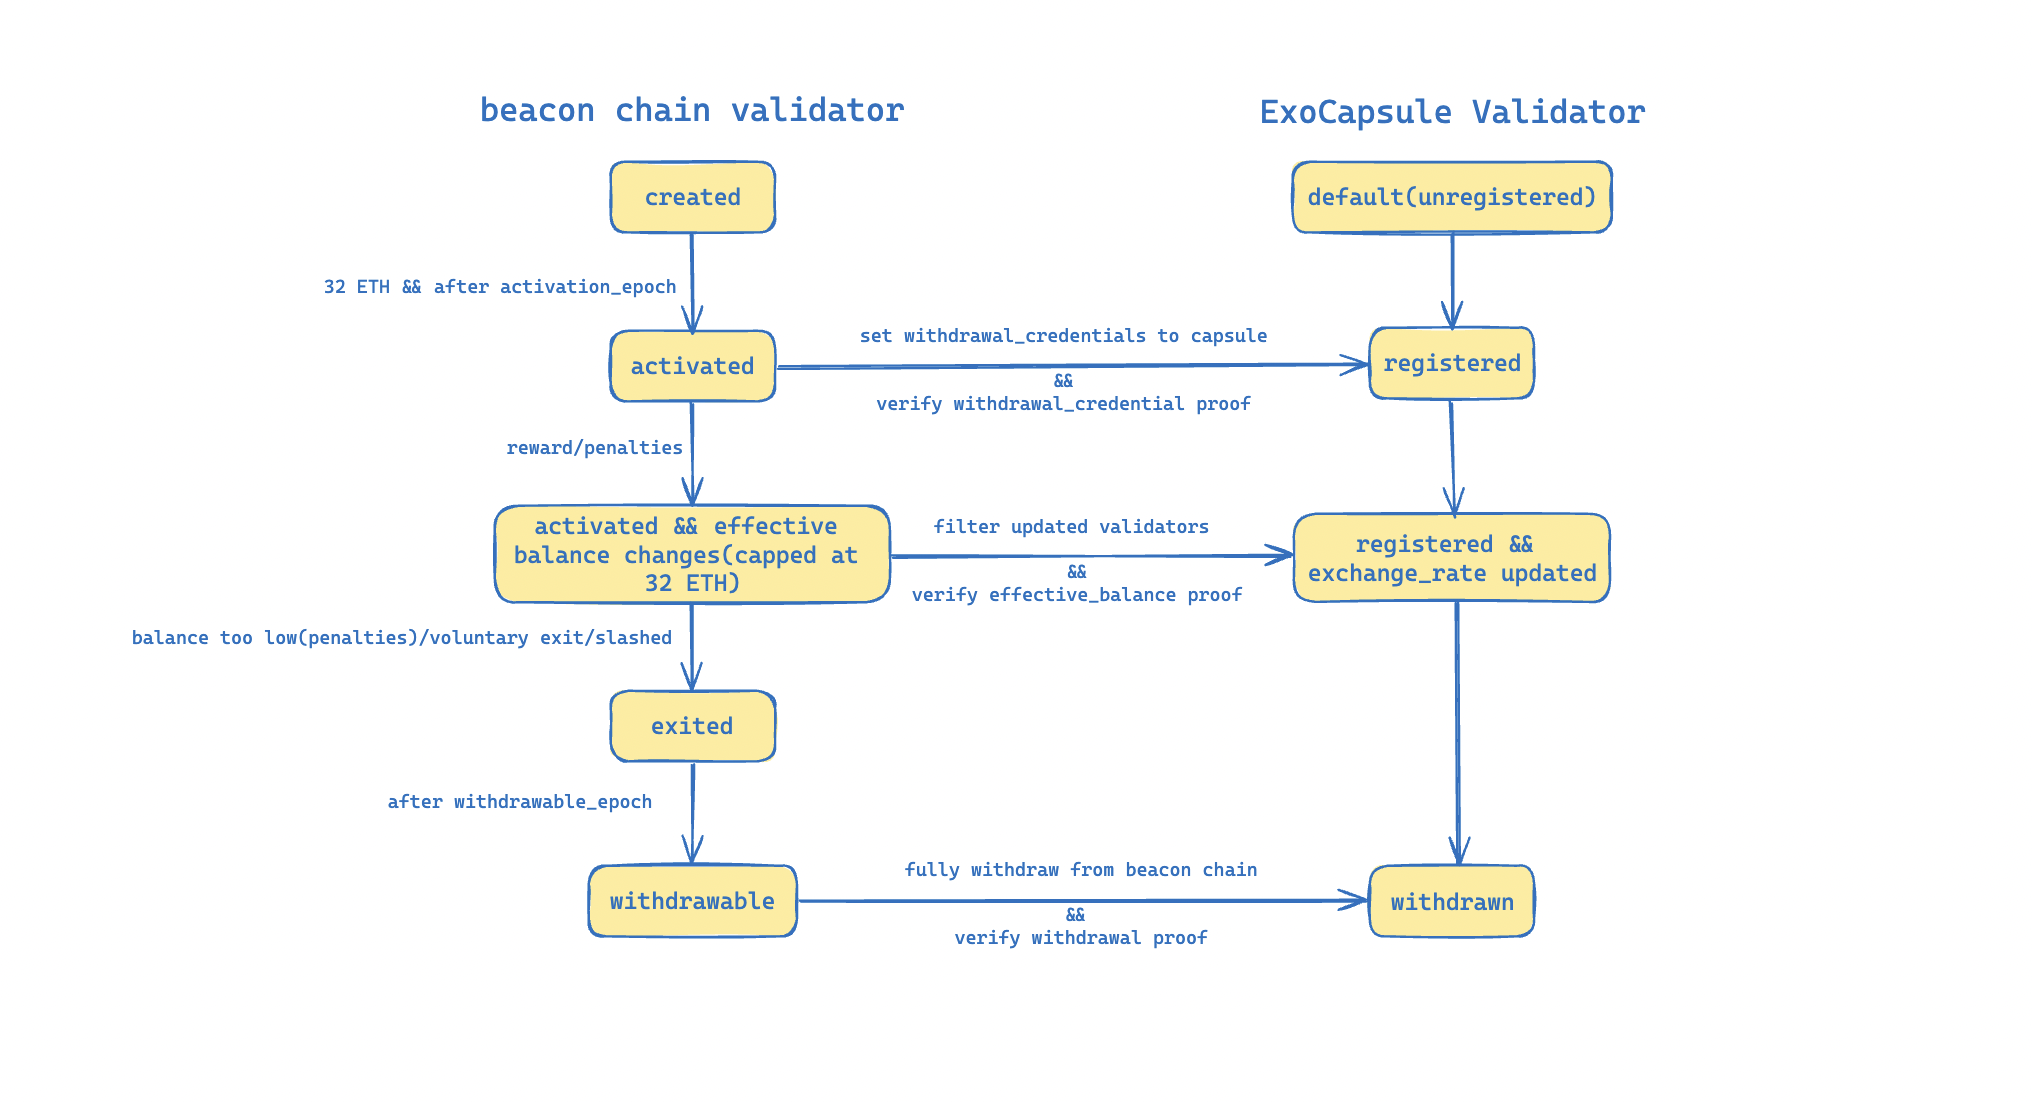 beacon chain validator
ExoCapsule Validator
created
default(unregistered)
32 ETH && after activation_epoch
set withdrawal_credentials to capsule
activated
registered
&&
verify withdrawal_credential proof
reward/penalties
activated && effective
balance changes(capped at
32 ETH)
filter updated validators
&&
verify effective_balance proof
registered &&
exchange_rate updated
balance too low(penalties)/voluntary exit/slashed
exited
after withdrawable_epoch
fully withdraw from beacon chain
withdrawable
withdrawn
&&
verify withdrawal proof